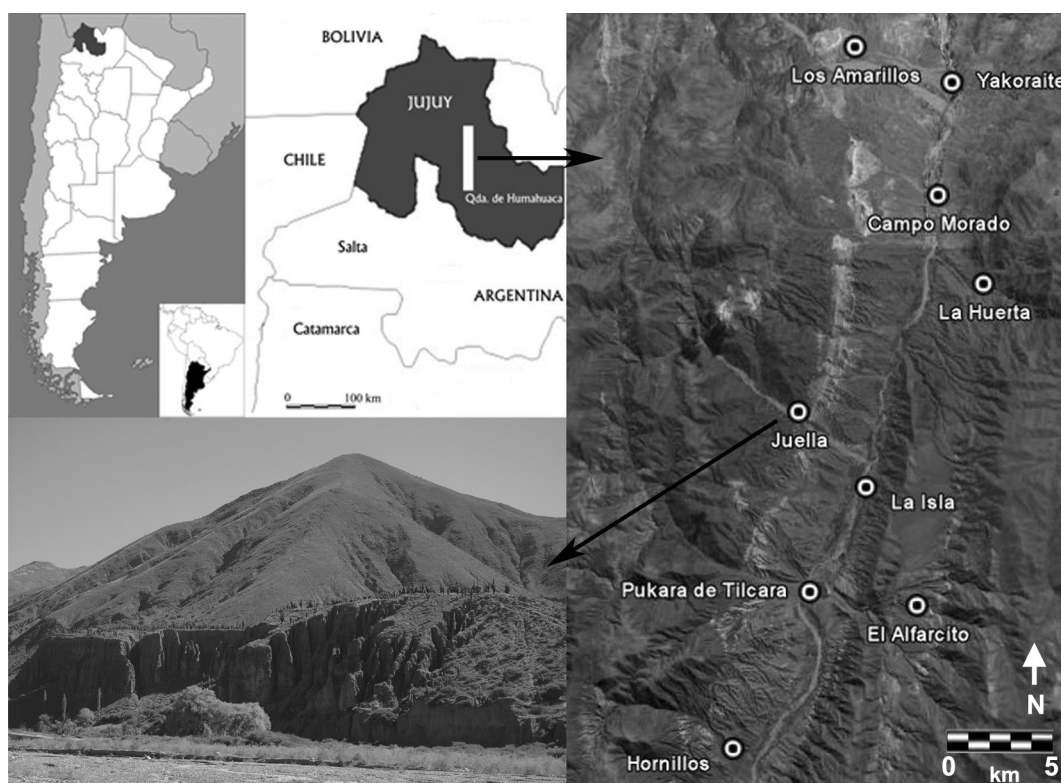 BOLIVIA
JUJUY
CHILE
Qda. de Humahuaca
Salta
ARGENTINA
Catamarca
0 100 km
Los Amarillos
Yakoraite
Campo Morado
La Huerta
Juella
La Isla
Pukara de Tilcara
El Alfarcito
N
Hornillos
0 km 5